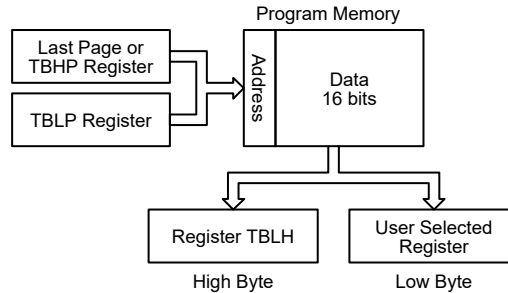 Program Memory
Last Page or
TBHP Register
TBLP Register
Address
Data
16 bits
Register TBLH
User Selected
Register
High Byte
Low Byte